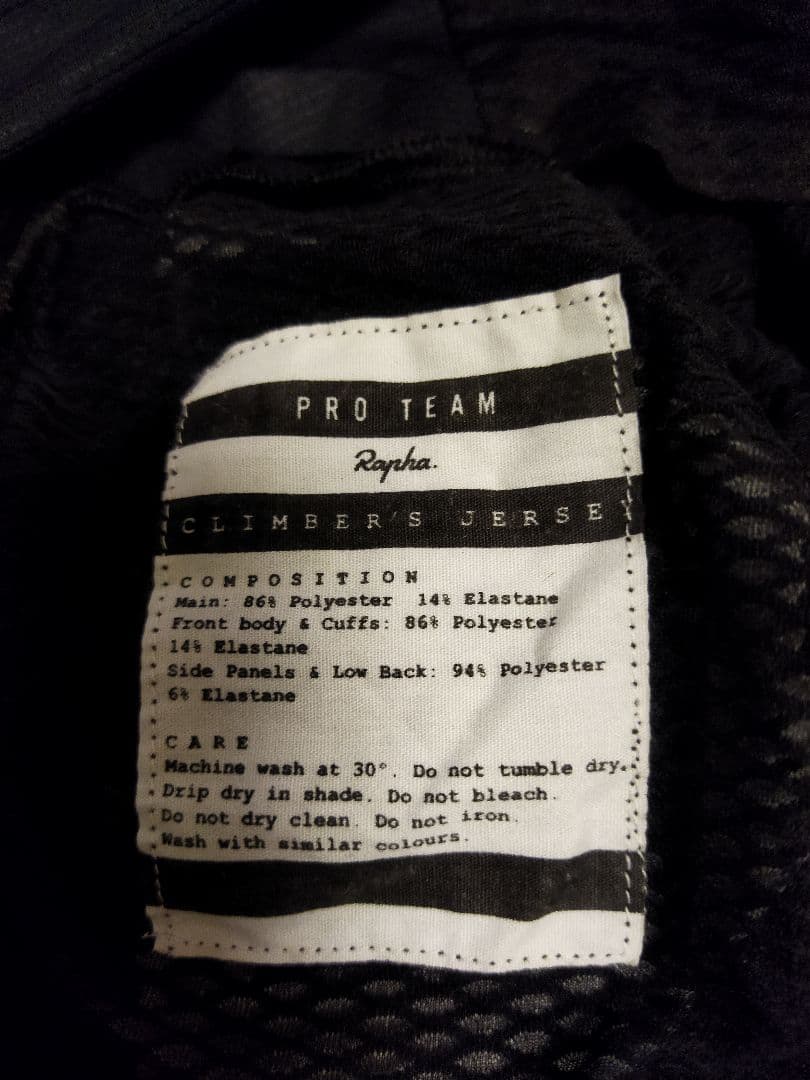 PRO TEAM
Rapha.
CLIMBER'S JERSEY
COMPOSITION
Main: 86% Polyester 14% Elastane
Front body & Cuffs: 86% Polyester
14% Elastane
Side Panels & Low Back: 94% Polyester
6% Elastane
CARE
Machine wash at 30°. Do not tumble dry.
Drip dry in shade. Do not bleach.
Do not dry clean. Do not iron.
Wash with similar colours.